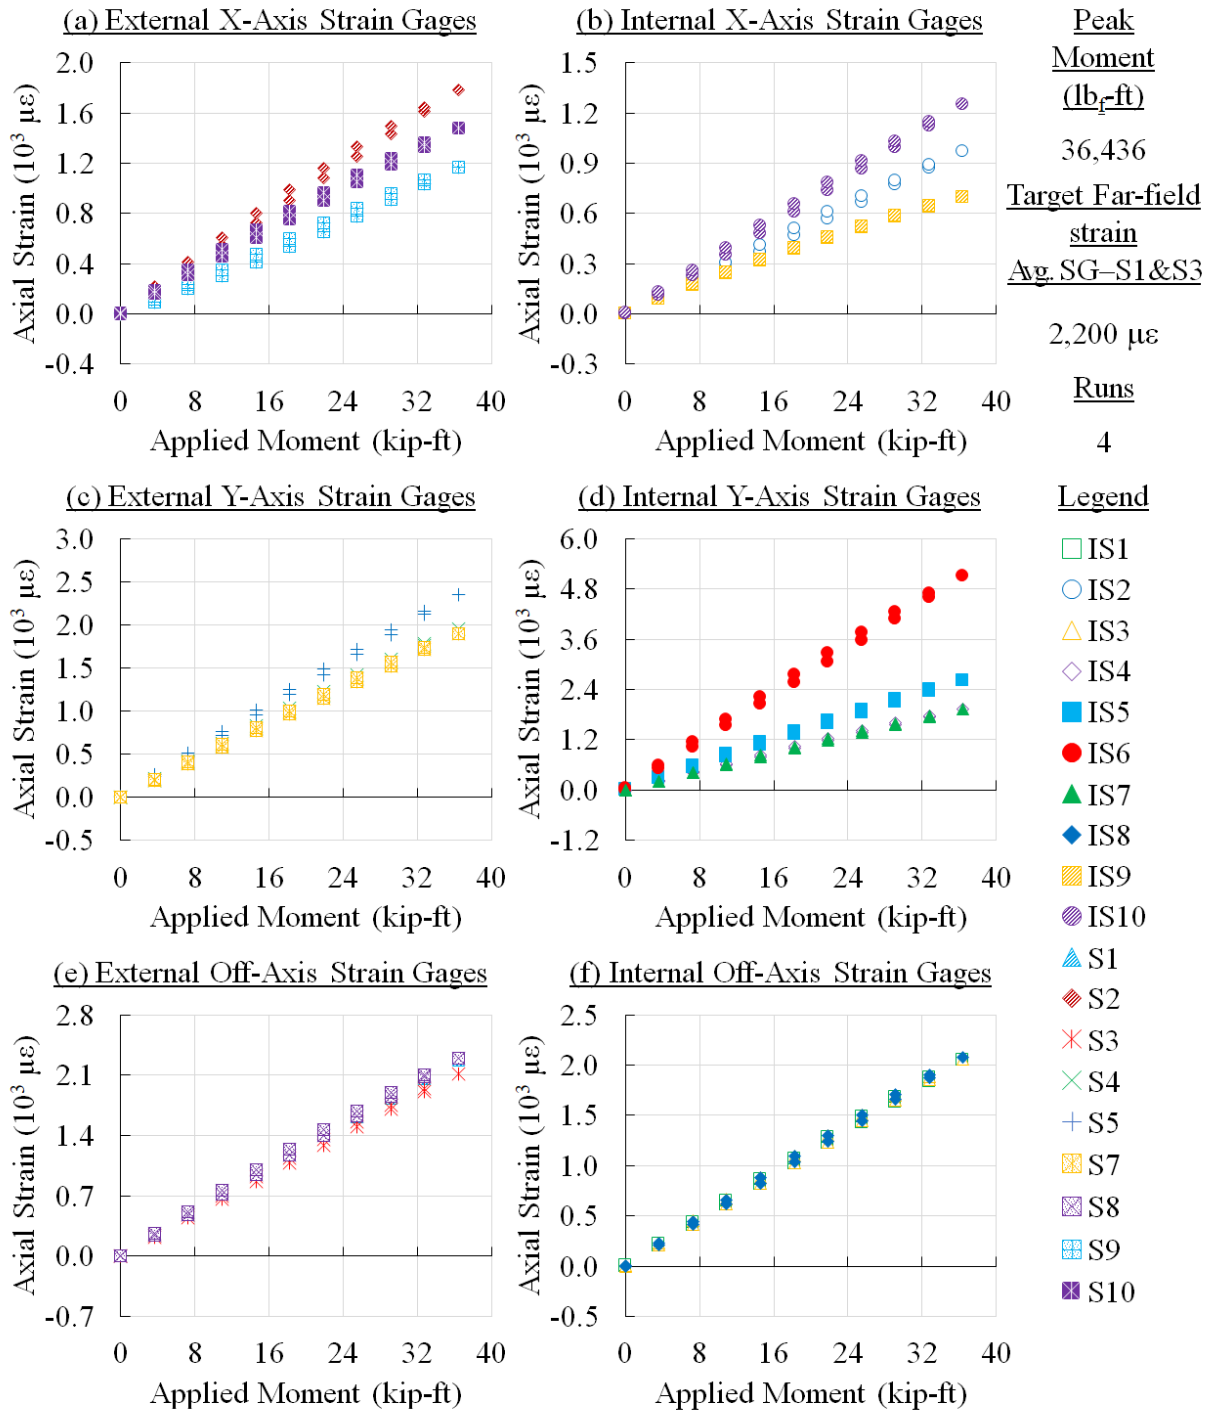 (a) External X-Axis Strain Gages
2.0
1.6
1.2
0.8
0.4
0.0
-0.4
Axial Strain (10³ με)
0 8 16 24 32 40
Applied Moment (kip-ft)
(b) Internal X-Axis Strain Gages
1.5
1.2
0.9
0.6
0.3
0.0
-0.3
Axial Strain (10³ με)
0 8 16 24 32 40
Applied Moment (kip-ft)
Peak
Moment
(lb_f-ft)
36,436
Target Far-field
strain
Avg. SG–S1&S3
2,200 με
Runs
4
(c) External Y-Axis Strain Gages
3.0
2.5
2.0
1.5
1.0
0.5
0.0
-0.5
Axial Strain (10³ με)
0 8 16 24 32 40
Applied Moment (kip-ft)
(d) Internal Y-Axis Strain Gages
6.0
4.8
3.6
2.4
1.2
0.0
-1.2
Axial Strain (10³ με)
0 8 16 24 32 40
Applied Moment (kip-ft)
Legend
IS1
IS2
IS3
IS4
IS5
IS6
IS7
IS8
IS9
IS10
S1
S2
S3
S4
S5
S7
S8
S9
S10
(e) External Off-Axis Strain Gages
2.8
2.1
1.4
0.7
0.0
-0.7
Axial Strain (10³ με)
0 8 16 24 32 40
Applied Moment (kip-ft)
(f) Internal Off-Axis Strain Gages
2.5
2.0
1.5
1.0
0.5
0.0
-0.5
Axial Strain (10³ με)
0 8 16 24 32 40
Applied Moment (kip-ft)